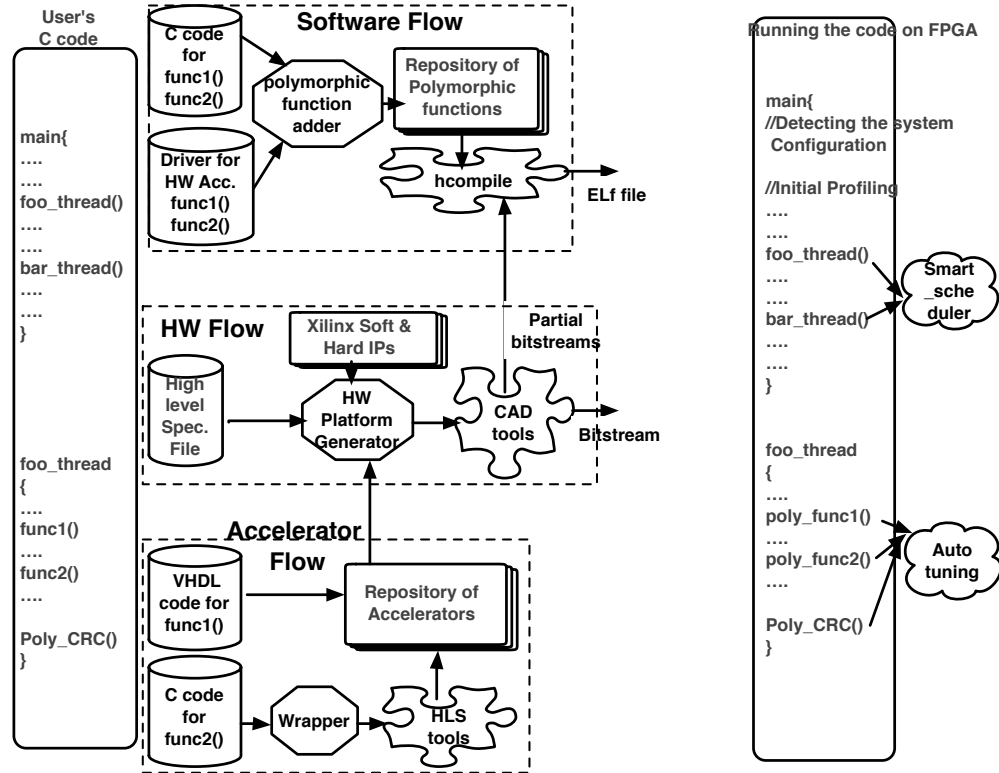 User's
C code
main{
....
....
foo_thread()
....
....
bar_thread()
....
....
}
foo_thread
{
....
func1()
....
func2()
....
Poly_CRC()
}
Software Flow
C code
for
func1()
func2()
polymorphic
function
adder
Repository of
Polymorphic
functions
Driver for
HW Acc.
func1()
func2()
hcompile
ELf file
HW Flow
Xilinx Soft &
Hard IPs
Partial
bitstreams
High
level
Spec.
File
HW
Platform
Generator
CAD
tools
Bitstream
Accelerator
Flow
VHDL
code for
func1()
Repository of
Accelerators
C code
for
func2()
Wrapper
HLS
tools
Running the code on FPGA
main{
//Detecting the system
Configuration
//Initial Profiling
....
....
foo_thread()
....
....
bar_thread()
....
....
}
Smart
_sche
duler
foo_thread
{
....
poly_func1()
....
poly_func2()
....
Poly_CRC()
}
Auto
tuning